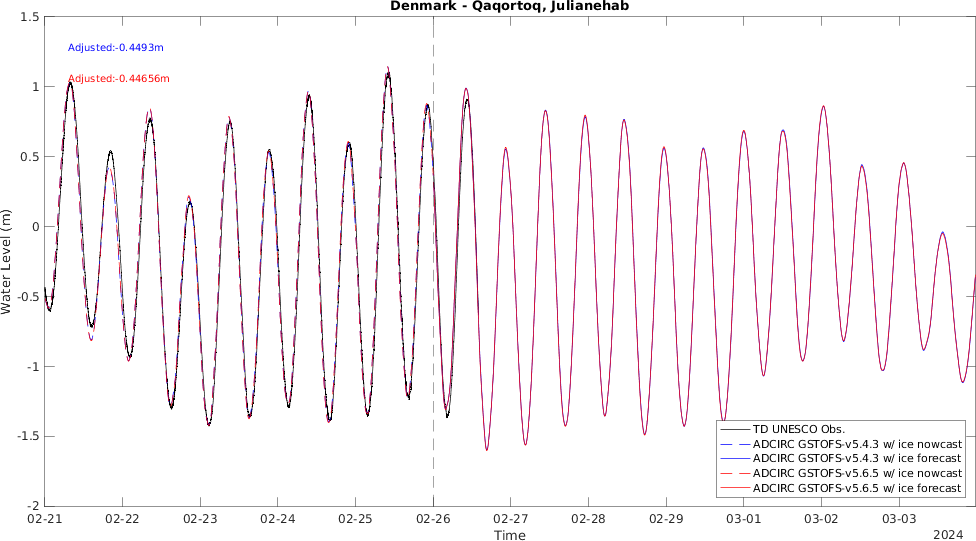 Denmark - Qaqortoq, Julianehab
Adjusted:-0.4493m
Adjusted:-0.44656m
Water Level (m)
1.5
1
0.5
0
-0.5
-1
-1.5
-2
TD UNESCO Obs.
ADCIRC GSTOFS-v5.4.3 w/ ice nowcast
ADCIRC GSTOFS-v5.4.3 w/ ice forecast
ADCIRC GSTOFS-v5.6.5 w/ ice nowcast
ADCIRC GSTOFS-v5.6.5 w/ ice forecast
02-21 02-22 02-23 02-24 02-25 02-26 02-27 02-28 02-29 03-01 03-02 03-03
Time
2024